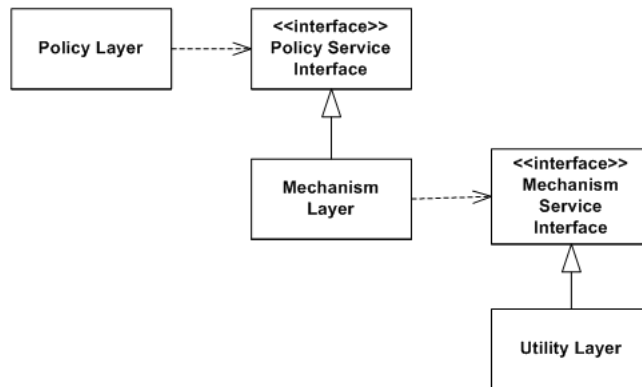 Policy Layer
<<interface>>
Policy Service
Interface
Mechanism
Layer
<<interface>>
Mechanism
Service
Interface
Utility Layer